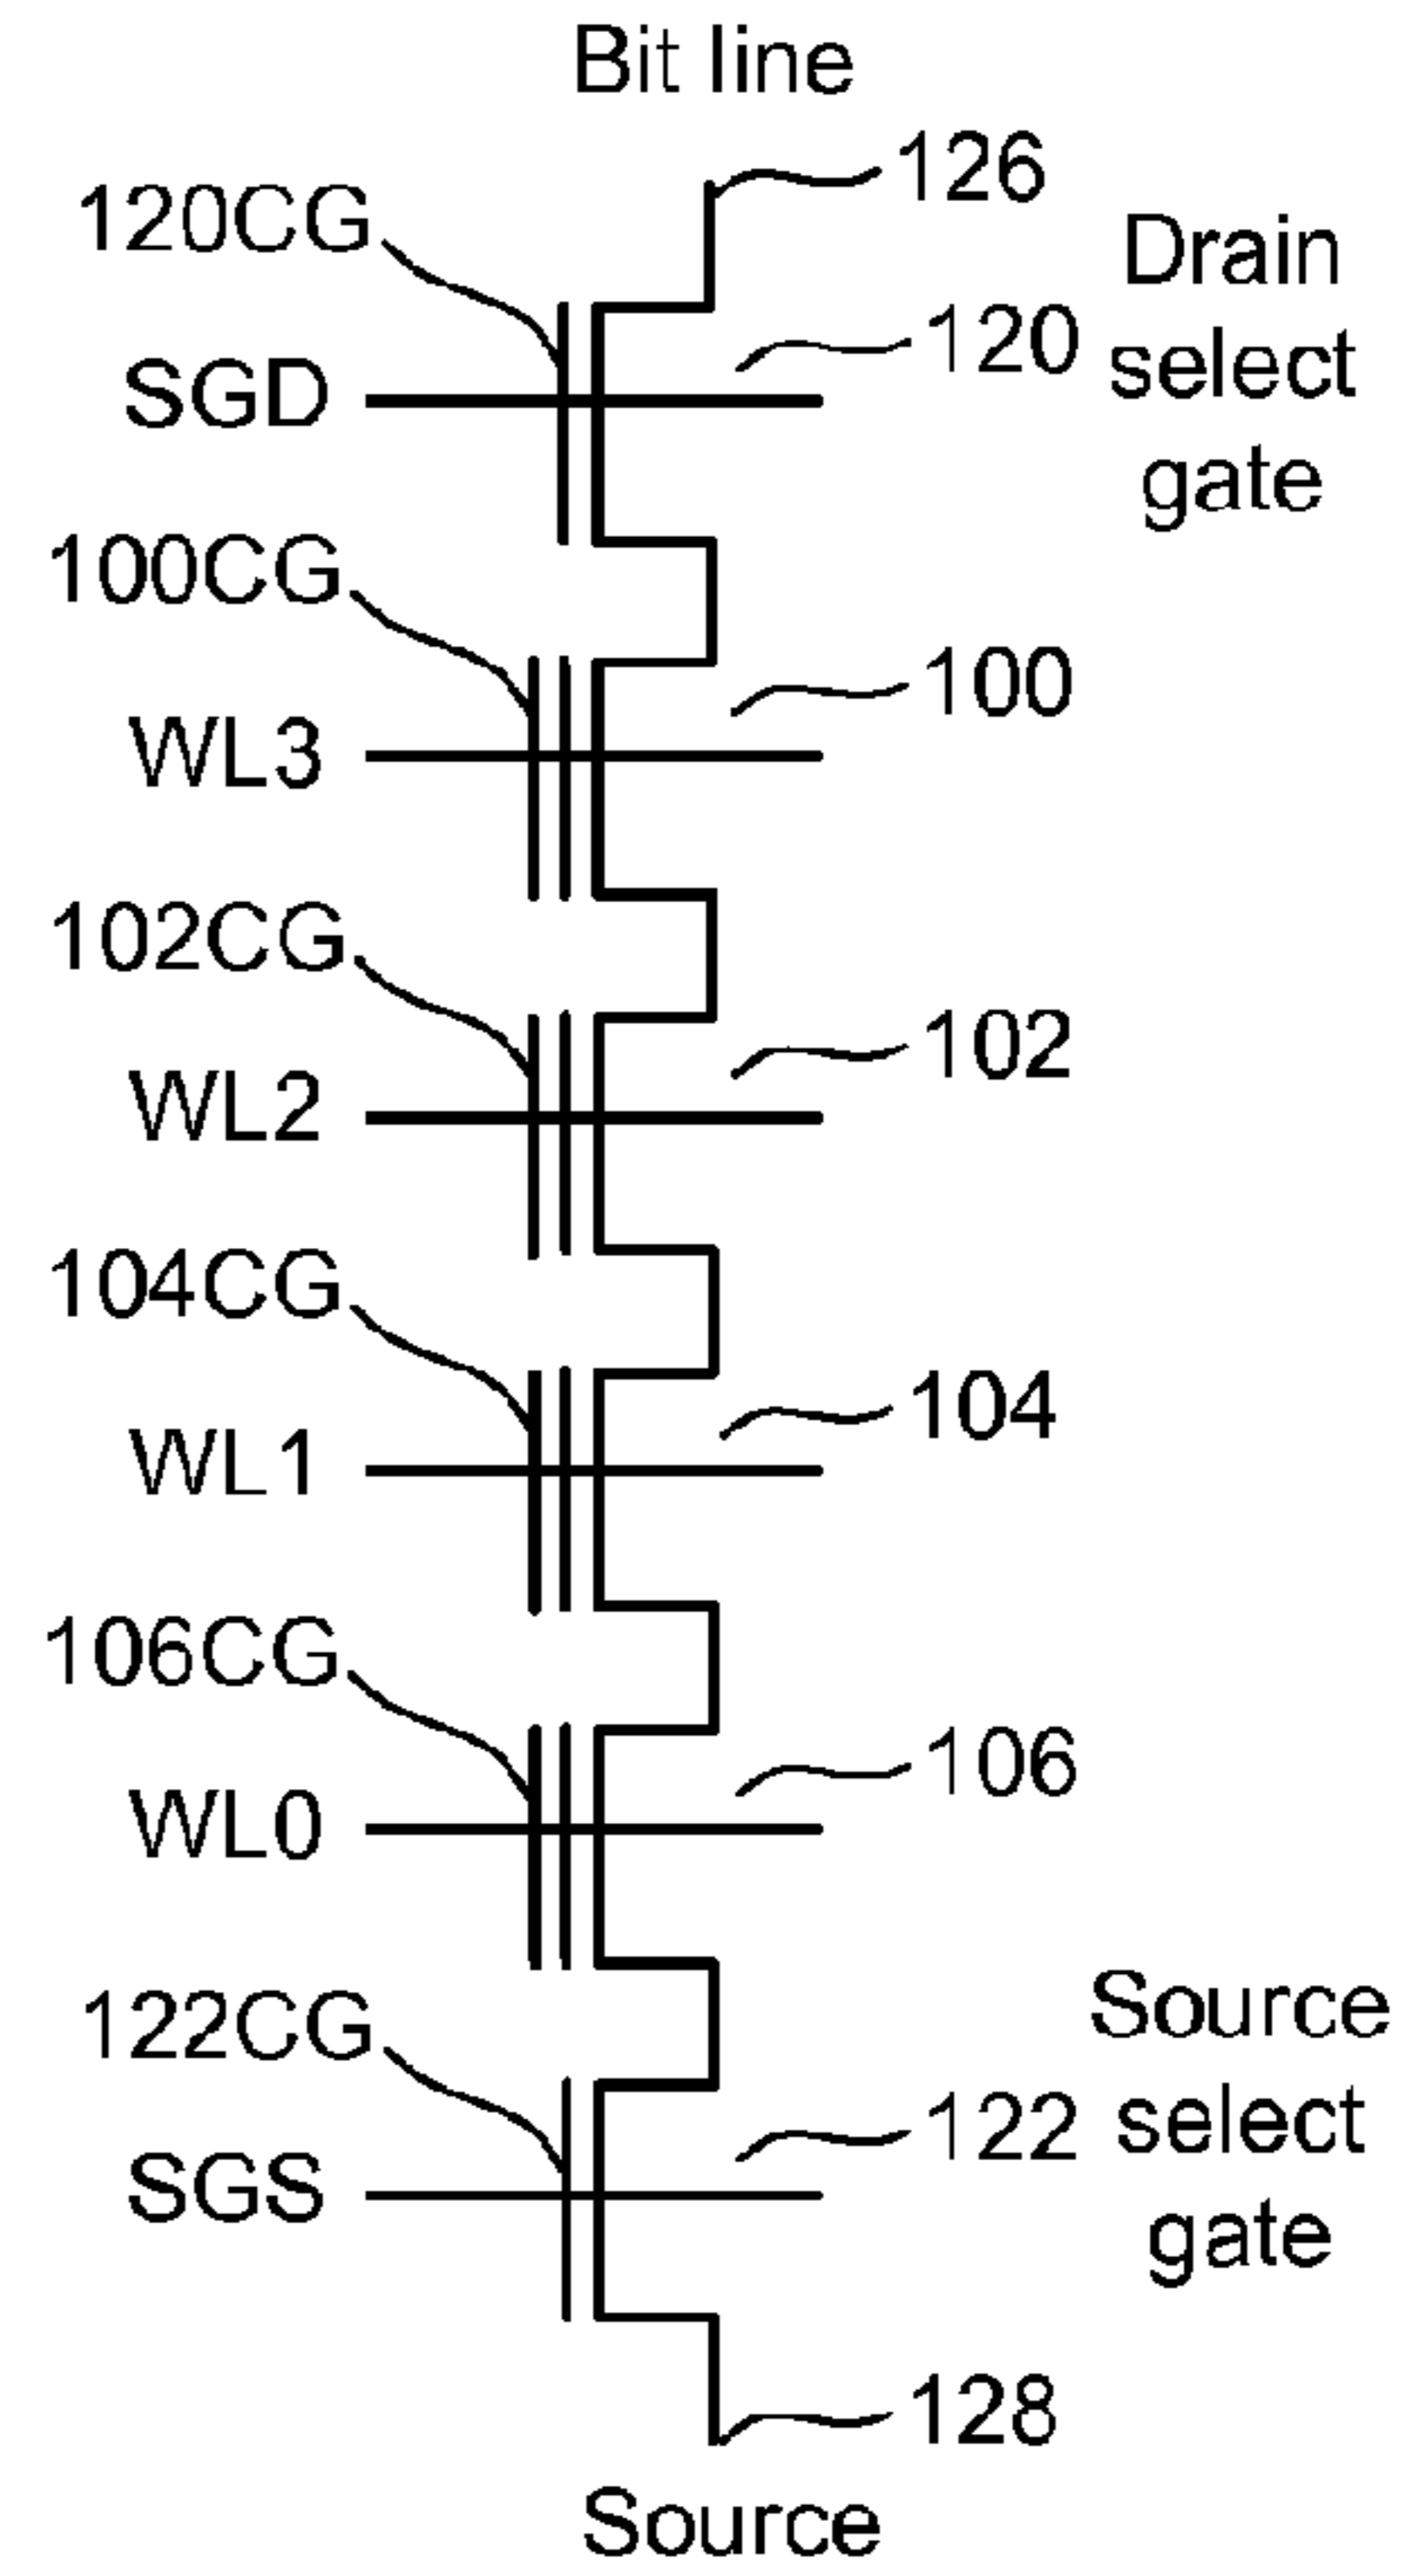 Bit line
126
120CG
Drain
select
gate
120
SGD
100CG
100
WL3
102CG
102
WL2
104CG
104
WL1
106CG
106
WL0
122CG
Source
select
gate
122
SGS
128
Source